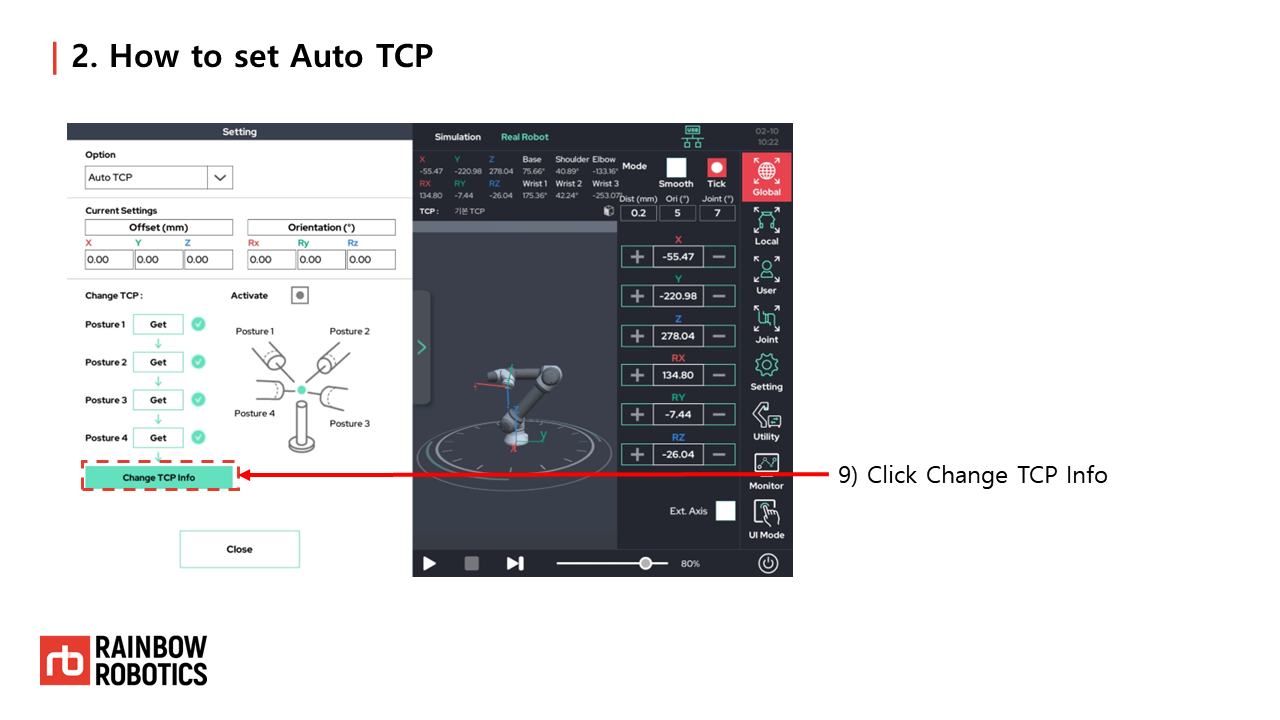 2. How to set Auto TCP
Setting
Option
Auto TCP
Current Settings
Offset (mm)
Orientation (°)
X Y Z
Rx Ry Rz
0.00 0.00 0.00
0.00 0.00 0.00
Change TCP :
Activate
Posture 1 Get
Posture 2 Get
Posture 3 Get
Posture 4 Get
Posture 1
Posture 2
Posture 4
Posture 3
Change TCP Info
Close
Simulation Real Robot
USB
02-10
10:22
X Y Z Base Shoulder Elbow
-55.47 -220.98 278.04 75.66° 40.89° -133.16°
RX RY RZ Wrist 1 Wrist 2 Wrist 3
134.80 -7.44 -26.04 175.36° 42.24° -253.07°
TCP : 기본 TCP
Mode
Smooth
Tick
Dist (mm) Ori (°) Joint (°)
0.2 5 7
X
-55.47
Y
-220.98
Z
278.04
RX
134.80
RY
-7.44
RZ
-26.04
Ext. Axis
y
x
80%
Global
Local
User
Joint
Setting
Utility
Monitor
UI Mode
9) Click Change TCP Info
rb
RAINBOW
ROBOTICS